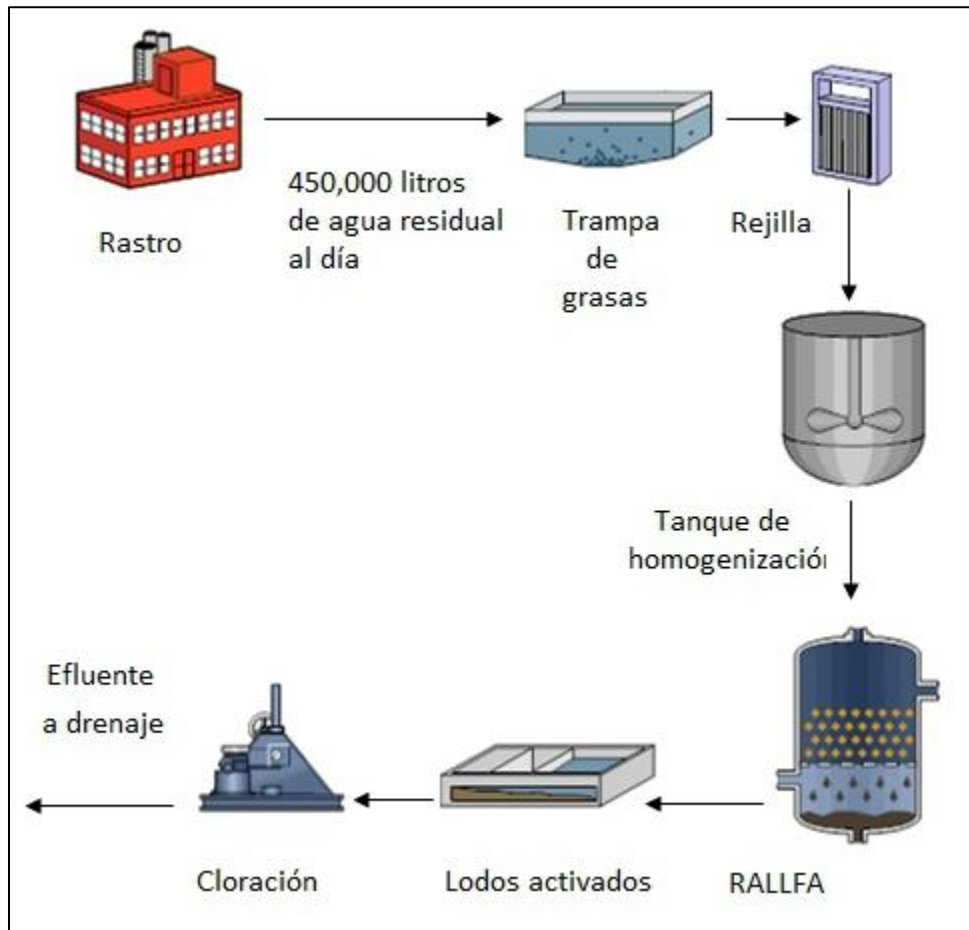 Rastro
450,000 litros
de agua residual
al día
Trampa
de
grasas
Rejilla
Tanque de
homogenización
RALLFA
Lodos activados
Cloración
Efluente
a drenaje